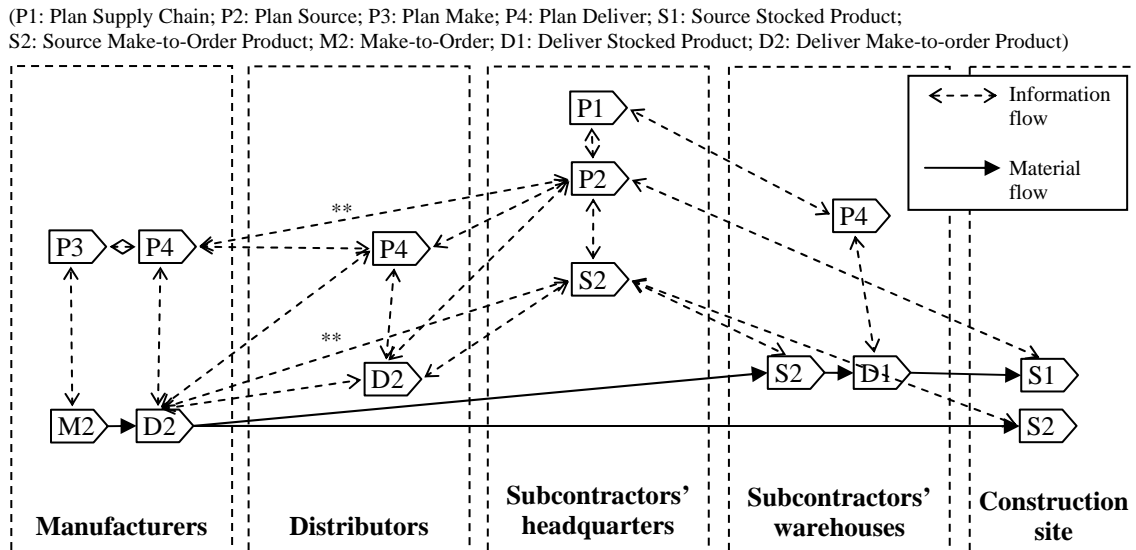 (P1: Plan Supply Chain; P2: Plan Source; P3: Plan Make; P4: Plan Deliver; S1: Source Stocked Product;
S2: Source Make-to-Order Product; M2: Make-to-Order; D1: Deliver Stocked Product; D2: Deliver Make-to-order Product)
Information
flow
Material
flow
P1
P2
P4
**
P3
P4
P4
S2
**
D2
S2
D1
S1
M2
D2
S2
Manufacturers
Distributors
Subcontractors’
headquarters
Subcontractors’
warehouses
Construction
site